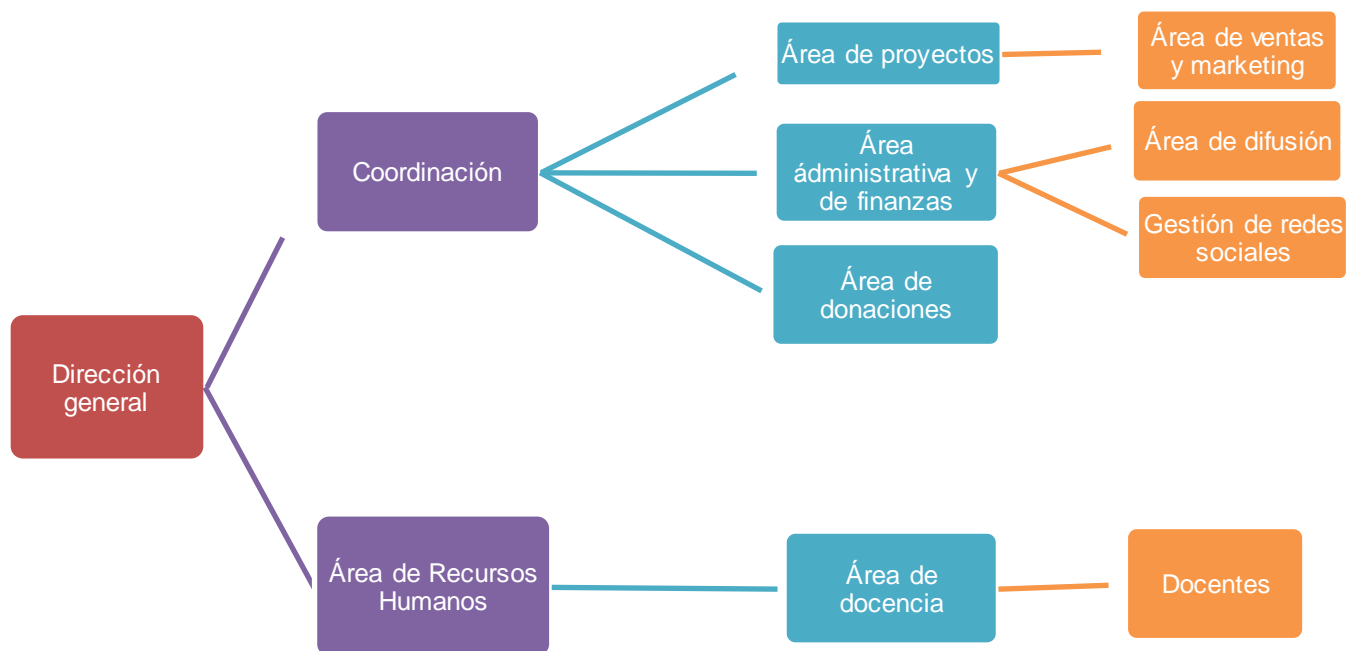 Dirección
general
Coordinación
Área de Recursos
Humanos
Área de proyectos
Área
ádministrativa y
de finanzas
Área de
donaciones
Área de
docencia
Área de ventas
y marketing
Área de difusión
Gestión de redes
sociales
Docentes